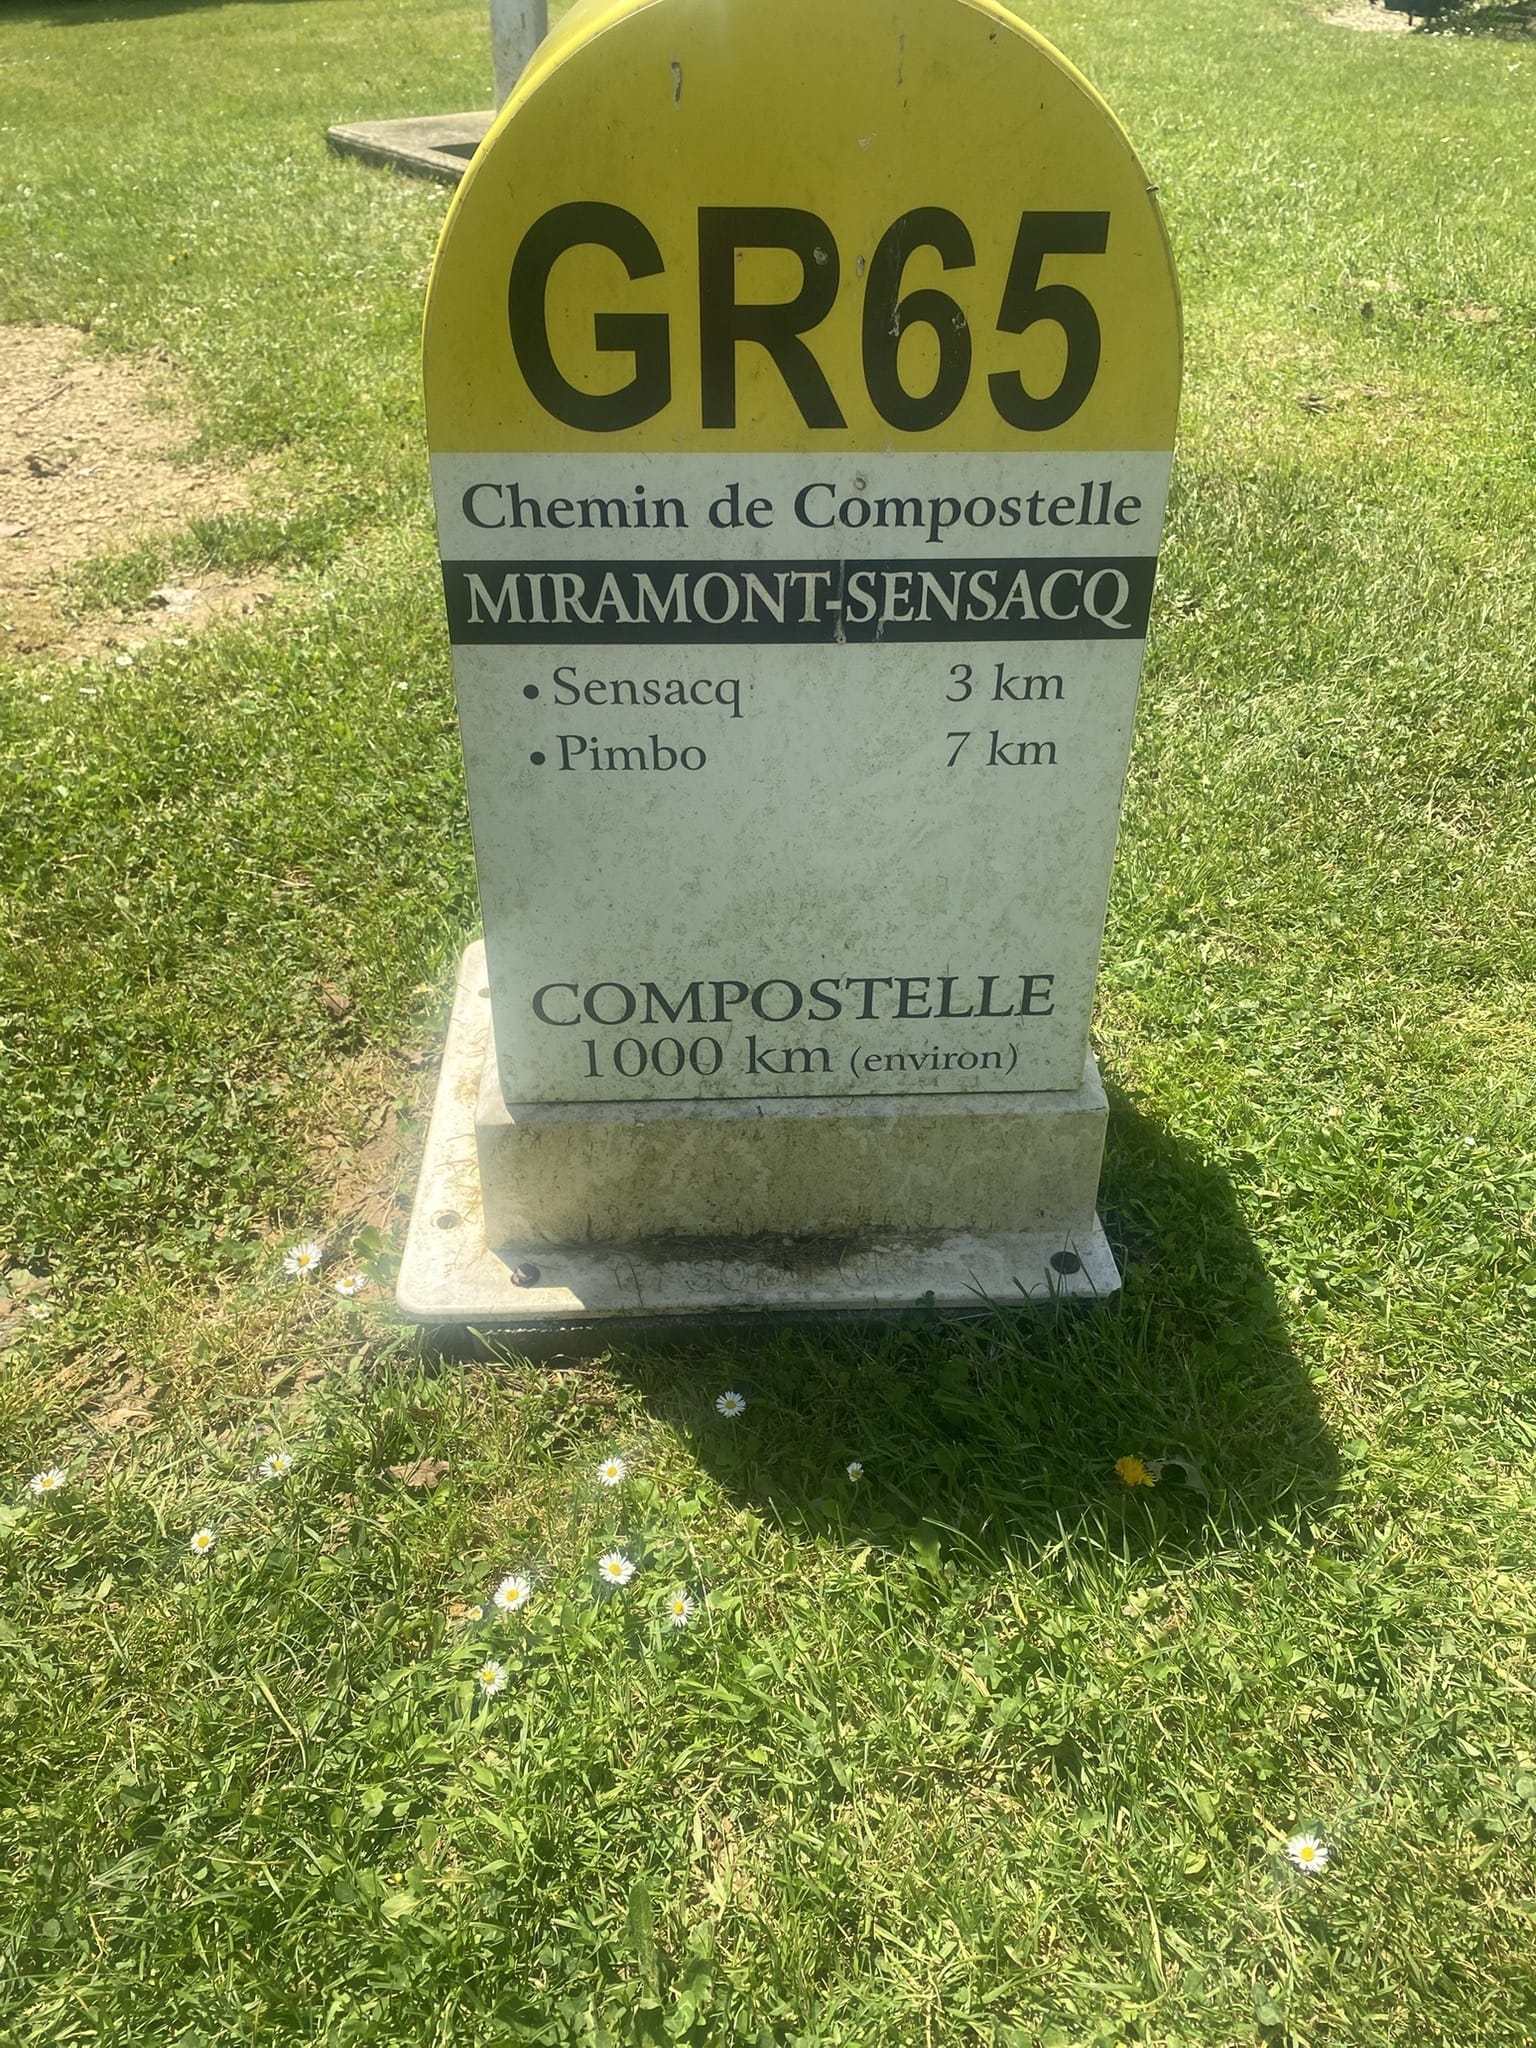 GR65
Chemin de Compostelle
MIRAMONT-SENSACQ
• Sensacq 3 km
• Pimbo 7 km
COMPOSTELLE
1000 km (environ)